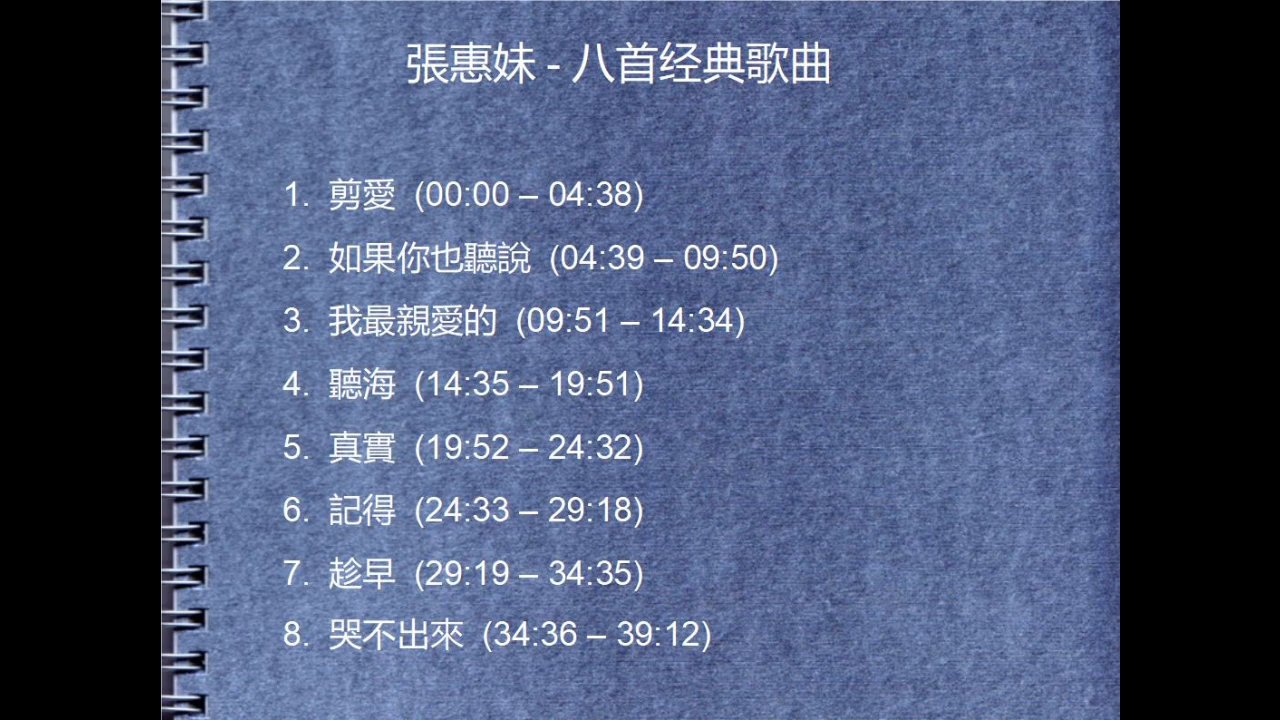 張惠妹 - 八首经典歌曲
1. 剪愛 (00:00 – 04:38)
2. 如果你也聽說 (04:39 – 09:50)
3. 我最親愛的 (09:51 – 14:34)
4. 聽海 (14:35 – 19:51)
5. 真實 (19:52 – 24:32)
6. 記得 (24:33 – 29:18)
7. 趁早 (29:19 – 34:35)
8. 哭不出來 (34:36 – 39:12)